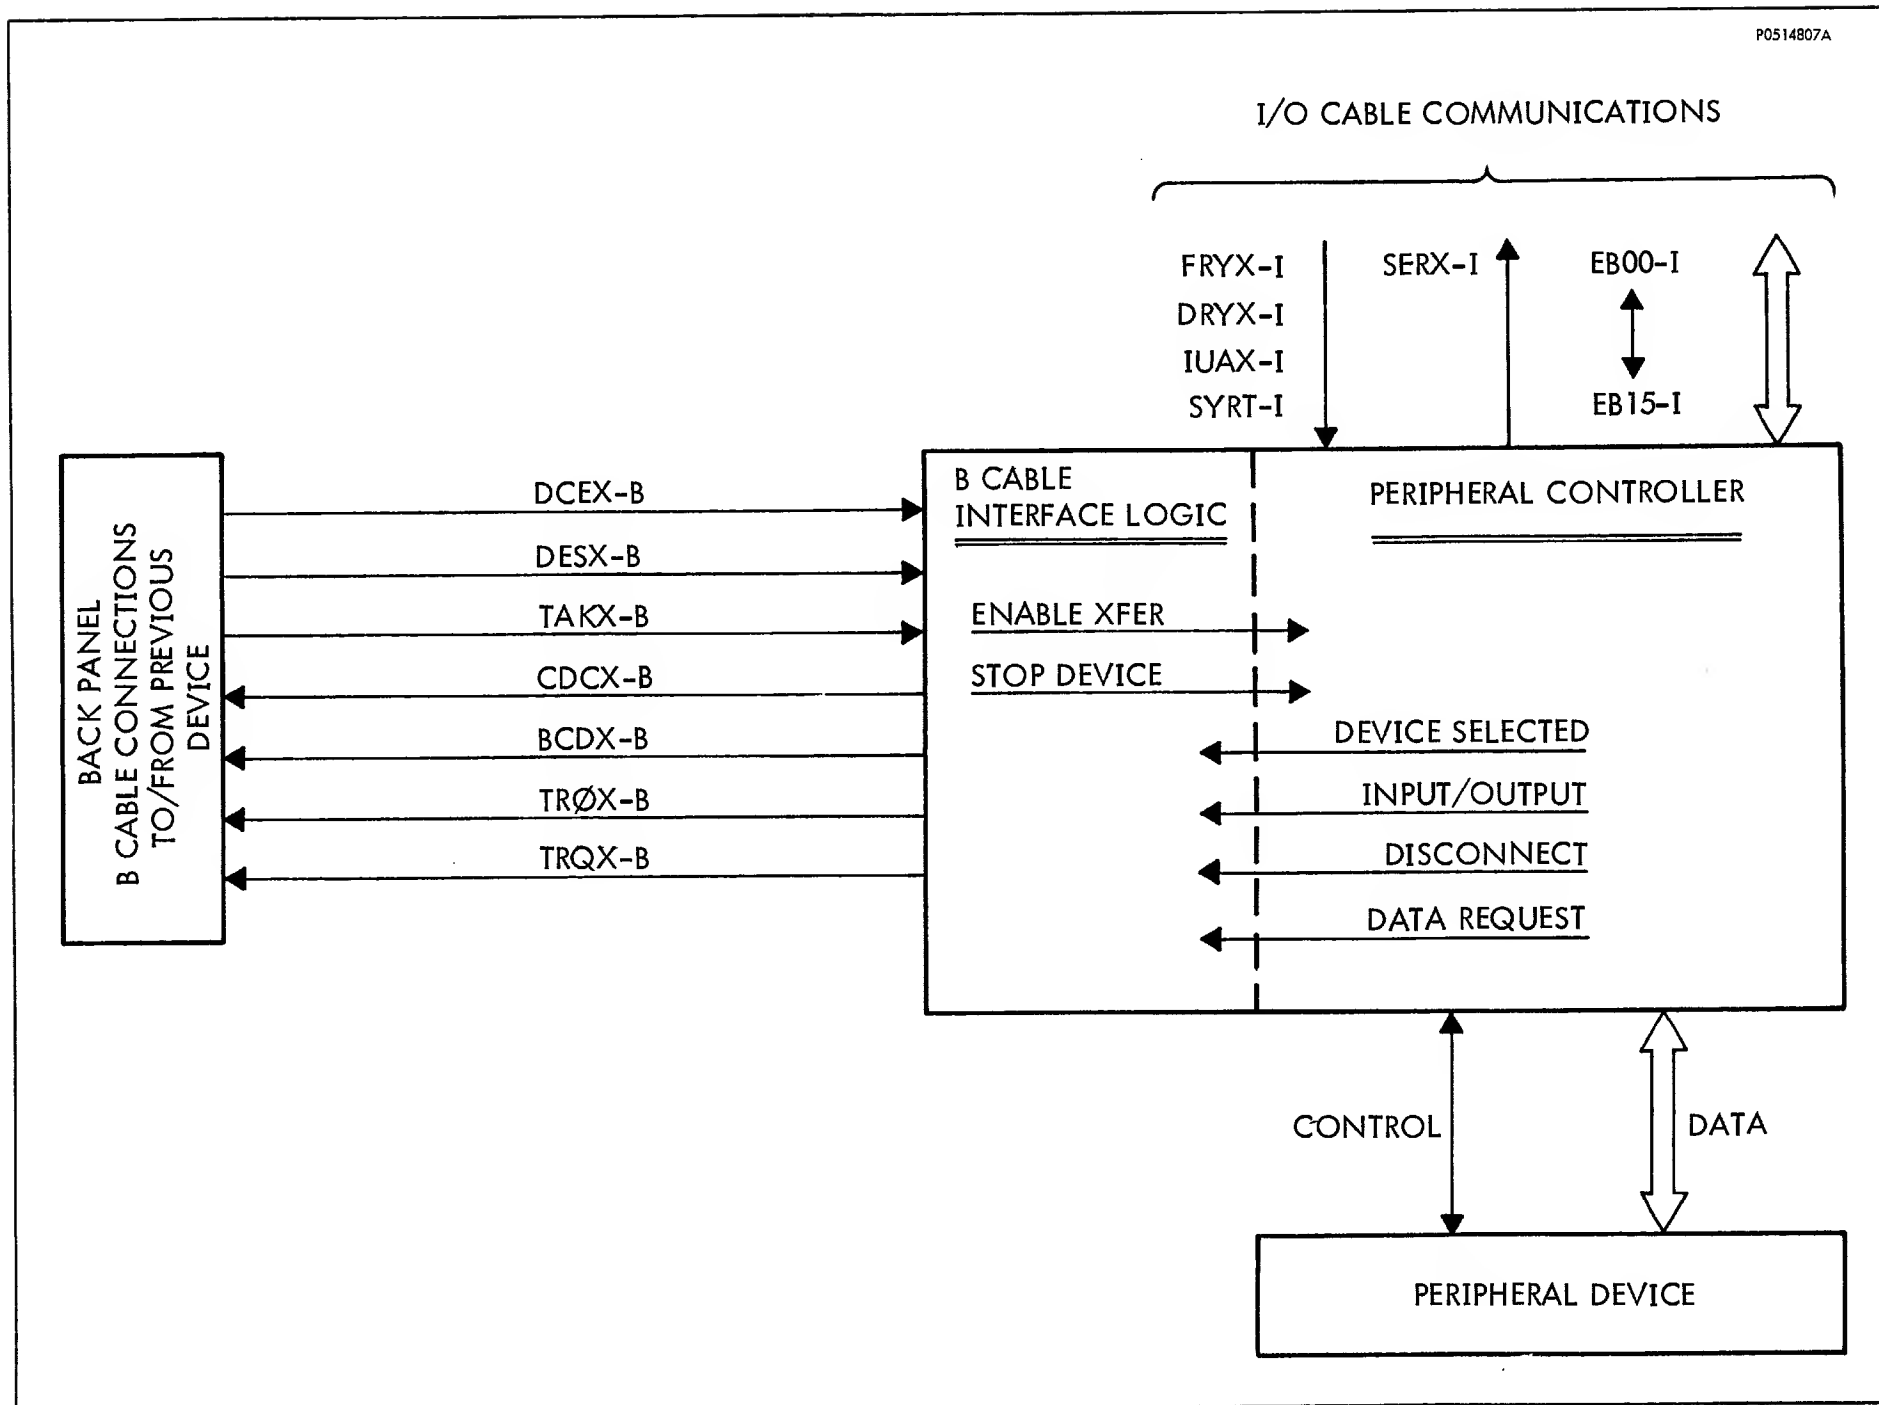 P0514807A
I/O CABLE COMMUNICATIONS
FRYX-I
DRYX-I
IUAX-I
SYRT-I
SERX-I
EB00-I
EB15-I
BACK PANEL
B CABLE CONNECTIONS
TO/FROM PREVIOUS
DEVICE
DCEX-B
DESX-B
TAKX-B
CDCX-B
BCDX-B
TRØX-B
TRQX-B
B CABLE
INTERFACE LOGIC
PERIPHERAL CONTROLLER
ENABLE XFER
STOP DEVICE
DEVICE SELECTED
INPUT/OUTPUT
DISCONNECT
DATA REQUEST
CONTROL
DATA
PERIPHERAL DEVICE